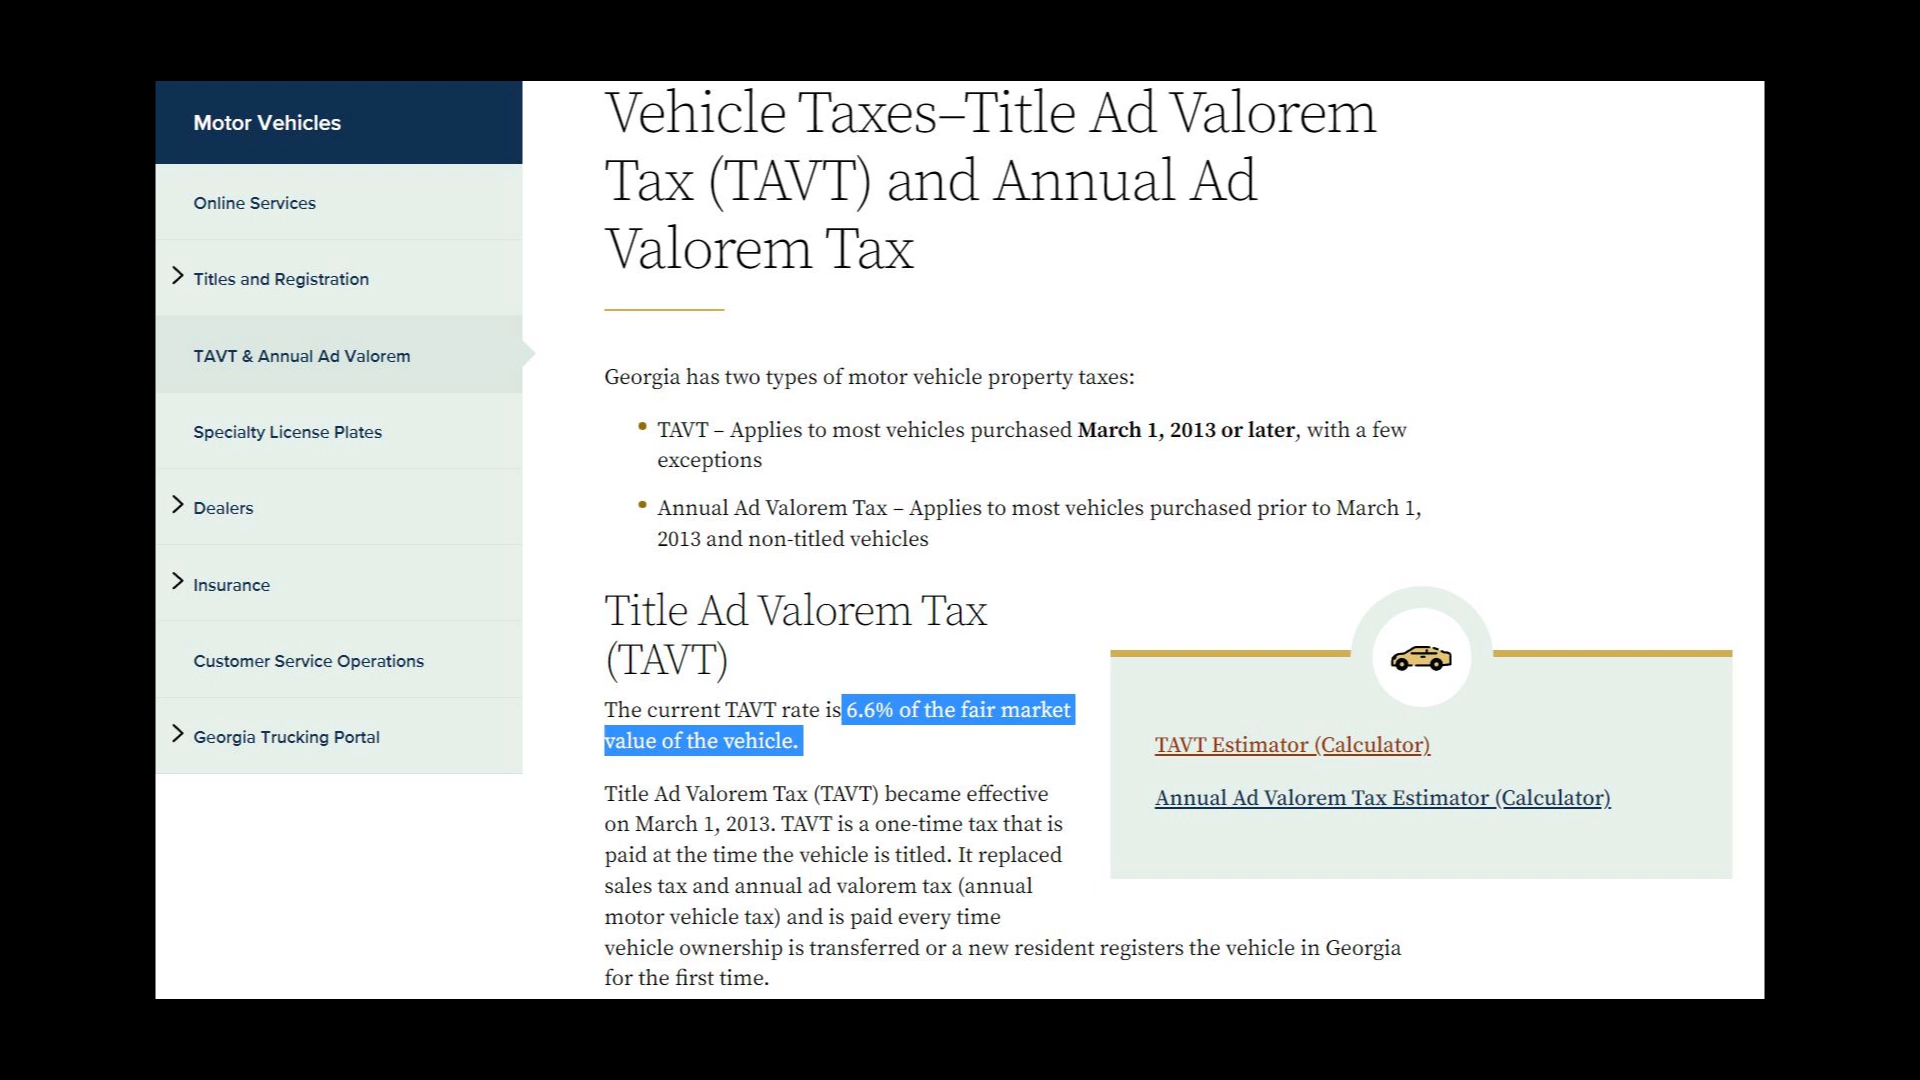 Motor Vehicles
Online Services
Titles and Registration
TAVT & Annual Ad Valorem
Specialty License Plates
Dealers
Insurance
Customer Service Operations
Georgia Trucking Portal
Vehicle Taxes–Title Ad Valorem
Tax (TAVT) and Annual Ad
Valorem Tax
Georgia has two types of motor vehicle property taxes:
TAVT – Applies to most vehicles purchased March 1, 2013 or later, with a few
exceptions
Annual Ad Valorem Tax – Applies to most vehicles purchased prior to March 1,
2013 and non-titled vehicles
Title Ad Valorem Tax
(TAVT)
The current TAVT rate is 6.6% of the fair market
value of the vehicle.
Title Ad Valorem Tax (TAVT) became effective
on March 1, 2013. TAVT is a one-time tax that is
paid at the time the vehicle is titled. It replaced
sales tax and annual ad valorem tax (annual
motor vehicle tax) and is paid every time
vehicle ownership is transferred or a new resident registers the vehicle in Georgia
for the first time.
TAVT Estimator (Calculator)
Annual Ad Valorem Tax Estimator (Calculator)